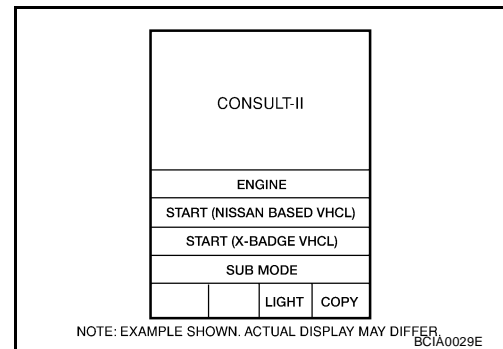 CONSULT-II
ENGINE
START (NISSAN BASED VHCL)
START (X-BADGE VHCL)
SUB MODE
LIGHT COPY
NOTE: EXAMPLE SHOWN. ACTUAL DISPLAY MAY DIFFER.
BCIA0029E